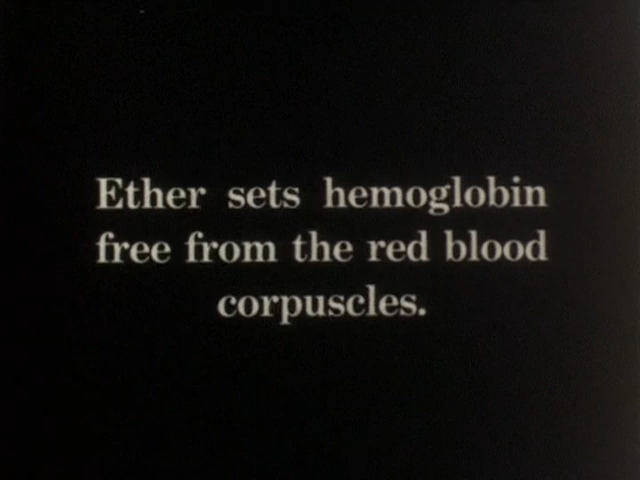 Ether sets hemoglobin
free from the red blood
corpuscles.